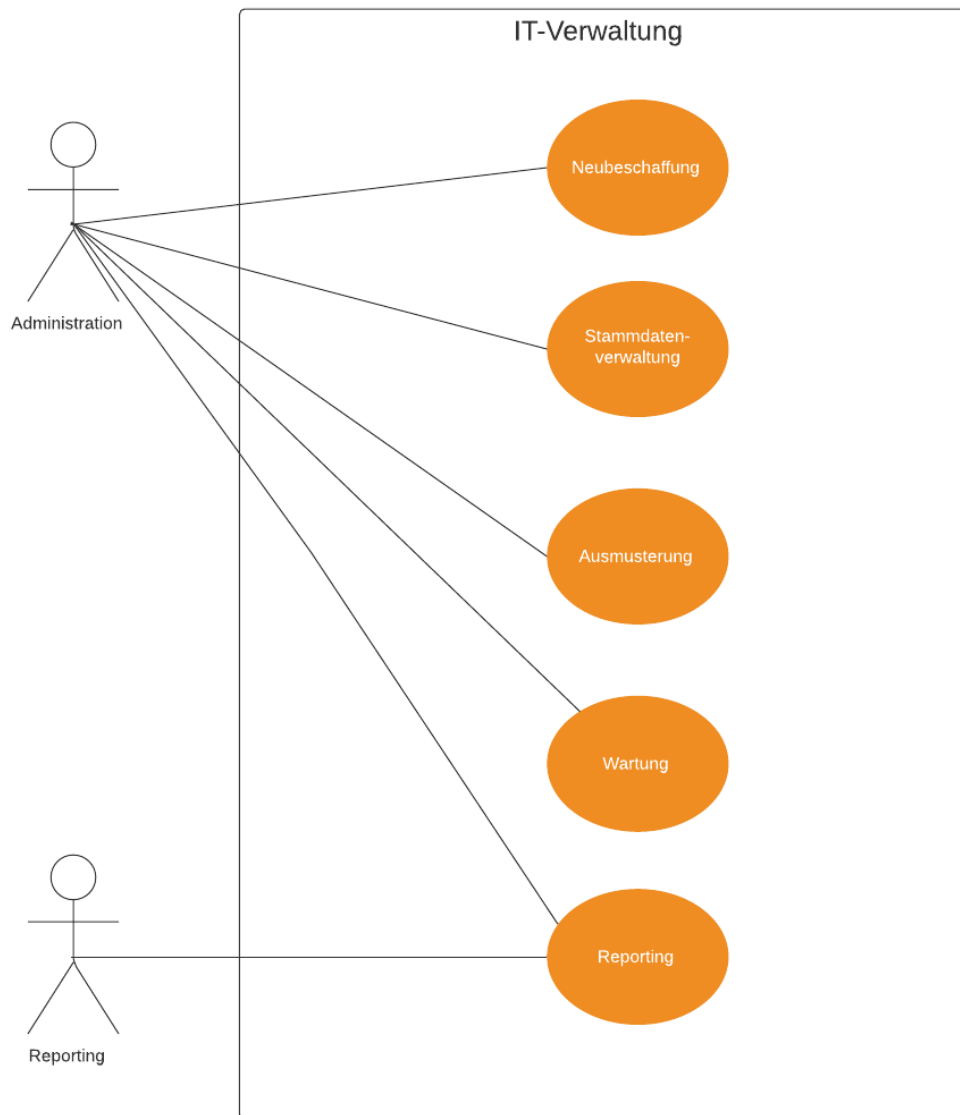 IT-Verwaltung
Neubeschaffung
Administration
Stammdaten-
verwaltung
Ausmusterung
Wartung
Reporting
Reporting